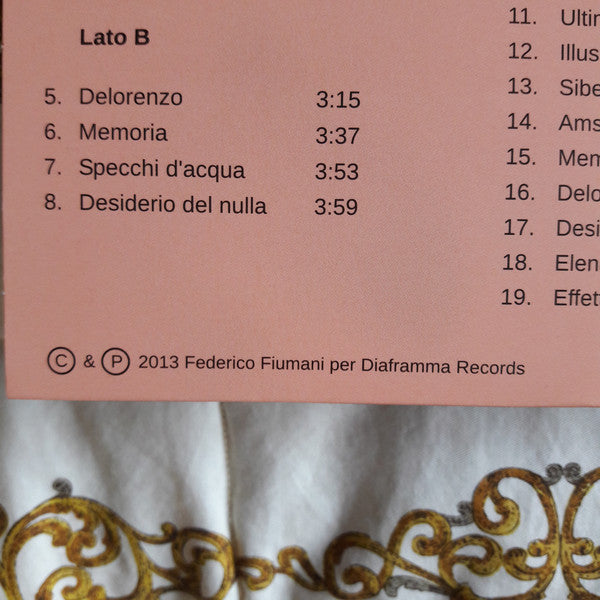 Lato B
5. Delorenzo 3:15
6. Memoria 3:37
7. Specchi d'acqua 3:53
8. Desiderio del nulla 3:59
11. Ultin
12. Illus
13. Sibe
14. Ams
15. Mem
16. Delo
17. Desi
18. Elen
19. Effet
Ⓒ & Ⓟ 2013 Federico Fiumani per Diaframma Records